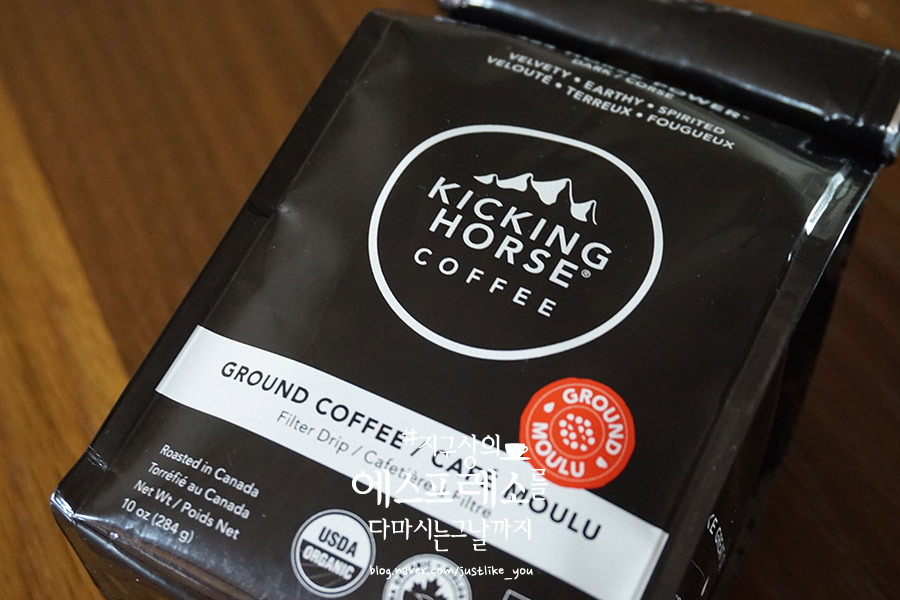 DARK / CORSÉ
VELVETY • EARTHY • SPIRITED
VELOUTÉ • TERREUX • FOUGUEUX
KICKING
HORSE®
COFFEE
GROUND COFFEE / CAFÉ MOULU
Filter Drip / Cafetière Filtre
GROUND
MOULU
Roasted in Canada
Torréfié au Canada
Net Wt / Poids Net
10 oz (284 g)
USDA
ORGANIC
#지구상의
에스프레소를
다마시는그날까지
blog.naver.com/justlike_you